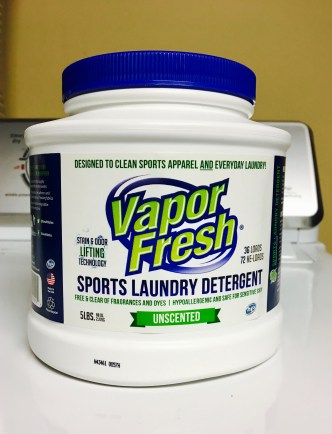 DESIGNED TO CLEAN SPORTS APPAREL AND EVERYDAY LAUNDRY!
Vapor
Fresh®
STAIN & ODOR
LIFTING
TECHNOLOGY
36 LOADS
72 HE-LOADS
SPORTS LAUNDRY DETERGENT
FREE & CLEAR OF FRAGRANCES AND DYES | HYPOALLERGENIC AND SAFE FOR SENSITIVE SKIN
5LBS.
UNSCENTED